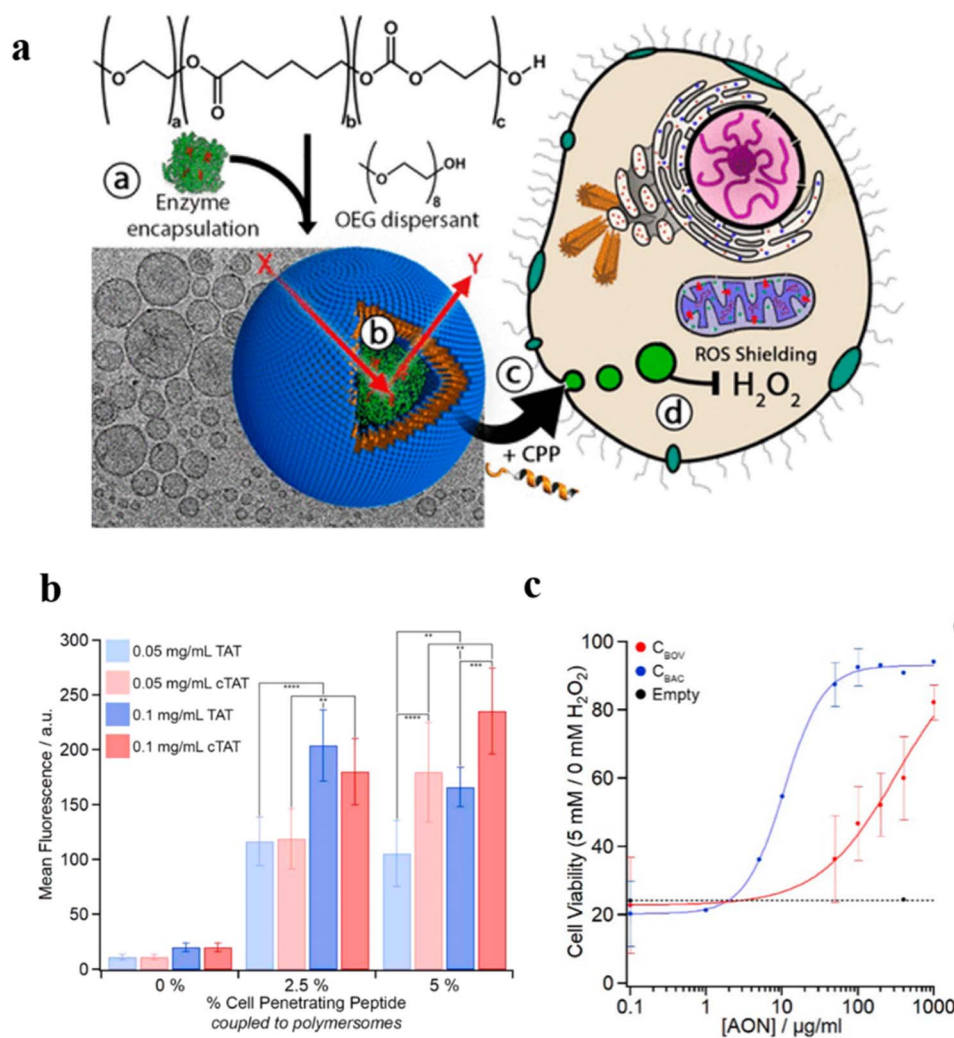 a
O
O
O
O
O
O
O
H
a
b
c
a
Enzyme
encapsulation
O
OH
8
OEG dispersant
X
Y
b
c
+ CPP
ROS Shielding
H₂O₂
d
b
300
250
200
150
100
50
0
Mean Fluorescence / a.u.
0.05 mg/mL TAT
0.05 mg/mL cTAT
0.1 mg/mL TAT
0.1 mg/mL cTAT
****
**
**
**
***
****
0 %
2.5 %
5 %
% Cell Penetrating Peptide
coupled to polymersomes
c
100
80
60
40
20
0
Cell Viability (5 mM / 0 mM H₂O₂)
C_BOV
C_BAC
Empty
0.1
1
10
100
1000
[AON] / µg/ml